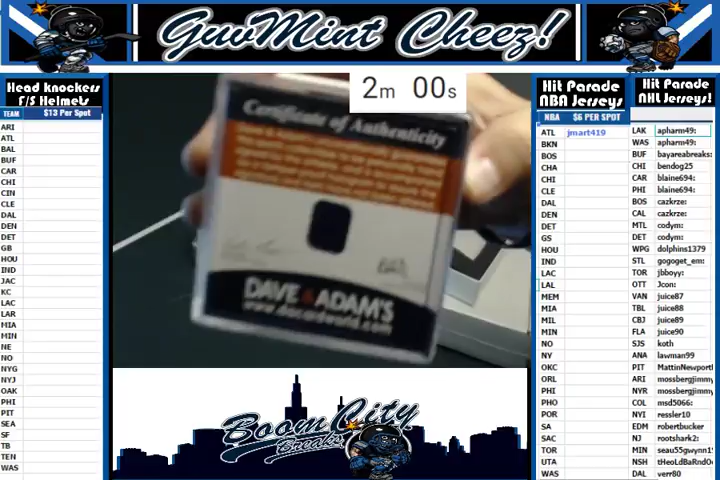 GuvMint Cheez!
Head knockers
F/S Helmets
TEAM $13 Per Spot
ARI
ATL
BAL
BUF
CAR
CHI
CIN
CLE
DAL
DEN
DET
GB
HOU
IND
JAC
KC
LAC
LAR
MIA
MIN
NE
NO
NYG
NYJ
OAK
PHI
PIT
SEA
SF
TB
TEN
WAS
2m 00s
Certificate of Authenticity
DAVE & ADAM'S
www.dacardworld.com
Boom City
Breaks
Hit Parade
NBA Jerseys
NBA $6 PER SPOT
ATL jmart419
BKN
BOS
CHA
CHI
CLE
DAL
DEN
DET
GS
HOU
IND
LAC
LAL
MEM
MIA
MIL
MIN
NO
NY
OKC
ORL
PHI
PHO
POR
SA
SAC
TOR
UTA
WAS
Hit Parade
NHL Jerseys!
LAK apharm49:
WAS apharm49:
BUF bayareabreaks:
CHI bendog25
CAR blaine694:
PHI blaine694:
BOS cazkrze:
CAL cazkrze:
MTL codym:
DET codym:
WPG dolphins1379
STL gogoget_em:
TOR jbboyy:
OTT Jcon:
VAN juice87
TBL juice88
CBJ juice89
FLA juice90
SJS koth
ANA lawman99
PIT MattinNewport
ARI mossbergjimmy
NYR mossbergjimmy
COL msd5066:
NYI ressler10
EDM robertbucker
NJ rootshark2:
MIN seau55gwynn1
NSH tHeoLdBaRndO
DAL verr80